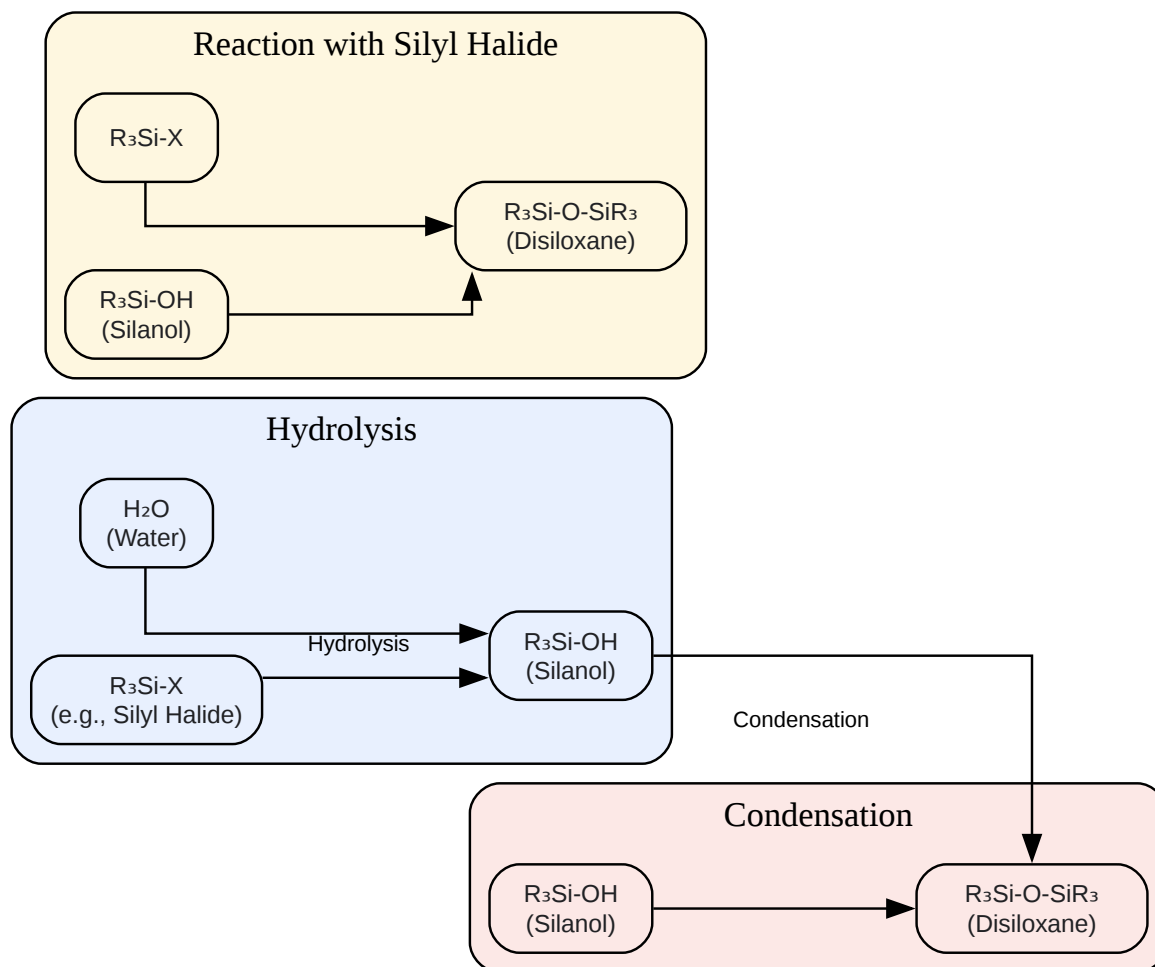 Reaction with Silyl Halide
R₃Si-X
R₃Si-O-SiR₃
(Disiloxane)
R₃Si-OH
(Silanol)
Hydrolysis
H₂O
(Water)
Hydrolysis
R₃Si-OH
(Silanol)
R₃Si-X
(e.g., Silyl Halide)
Condensation
Condensation
R₃Si-OH
(Silanol)
R₃Si-O-SiR₃
(Disiloxane)